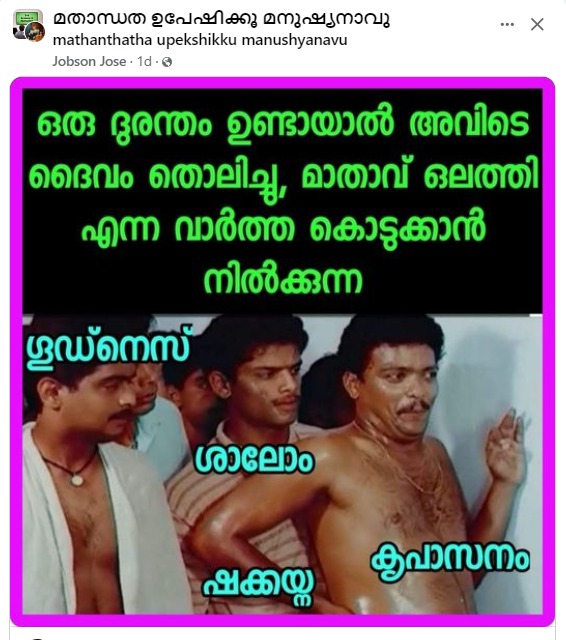 മതാന്ധത ഉപേഷിക്കൂ മനുഷ്യനാവു
mathanthatha upekshikku manushyanavu
Jobson Jose · 1d ·
ഒരു ദുരന്തം ഉണ്ടായാൽ അവിടെ
ദൈവം തൊലിച്ചു, മാതാവ് ഒലത്തി
എന്ന വാർത്ത കൊടുക്കാൻ
നിൽക്കുന്ന
ഗുഡ്നെസ്
ശാലോം
കൃപാസനം
ഷക്കയ്ന